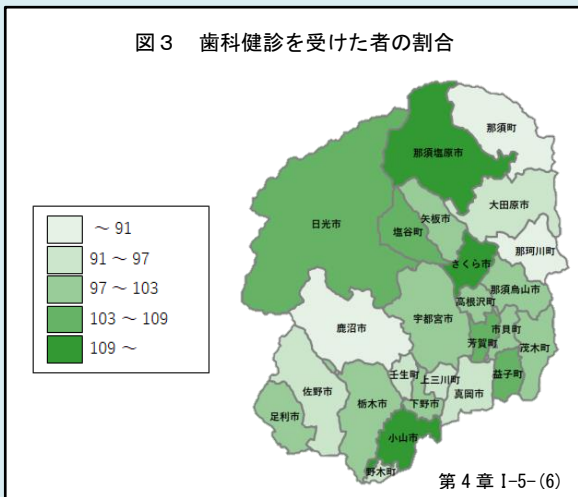 図3 歯科健診を受けた者の割合
～ 91
91 ～ 97
97 ～ 103
103 ～ 109
109 ～
那須町
那須塩原市
大田原市
日光市
矢板市
塩谷町
那珂川町
さくら市
那須烏山市
高根沢町
宇都宮市
鹿沼市
市貝町
芳賀町
茂木町
壬生町
上三川町
真岡市
益子町
佐野市
栃木市
下野市
足利市
小山市
野木町
第4章 I-5-(6)